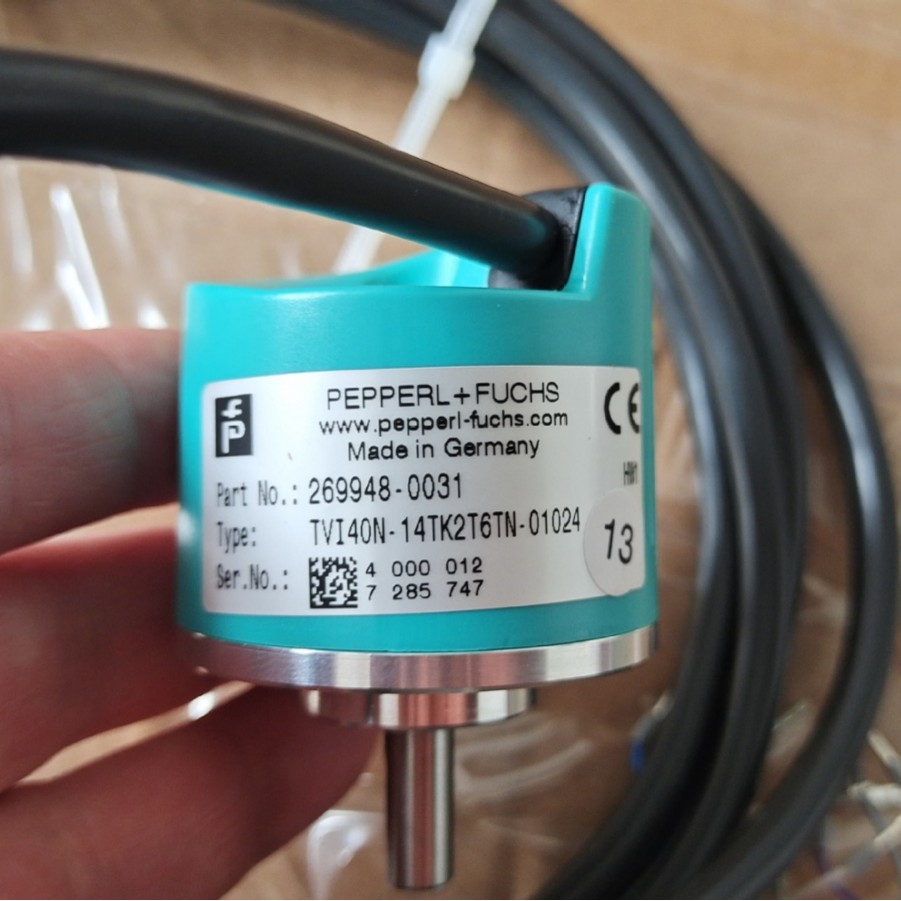 PEPPERL+FUCHS
www.pepperl-fuchs.com
Made in Germany
CE
Part No.: 269948-0031
Type: TVI40N-14TK2T6TN-01024
13
Ser.No.: 4 000 012
7 285 747